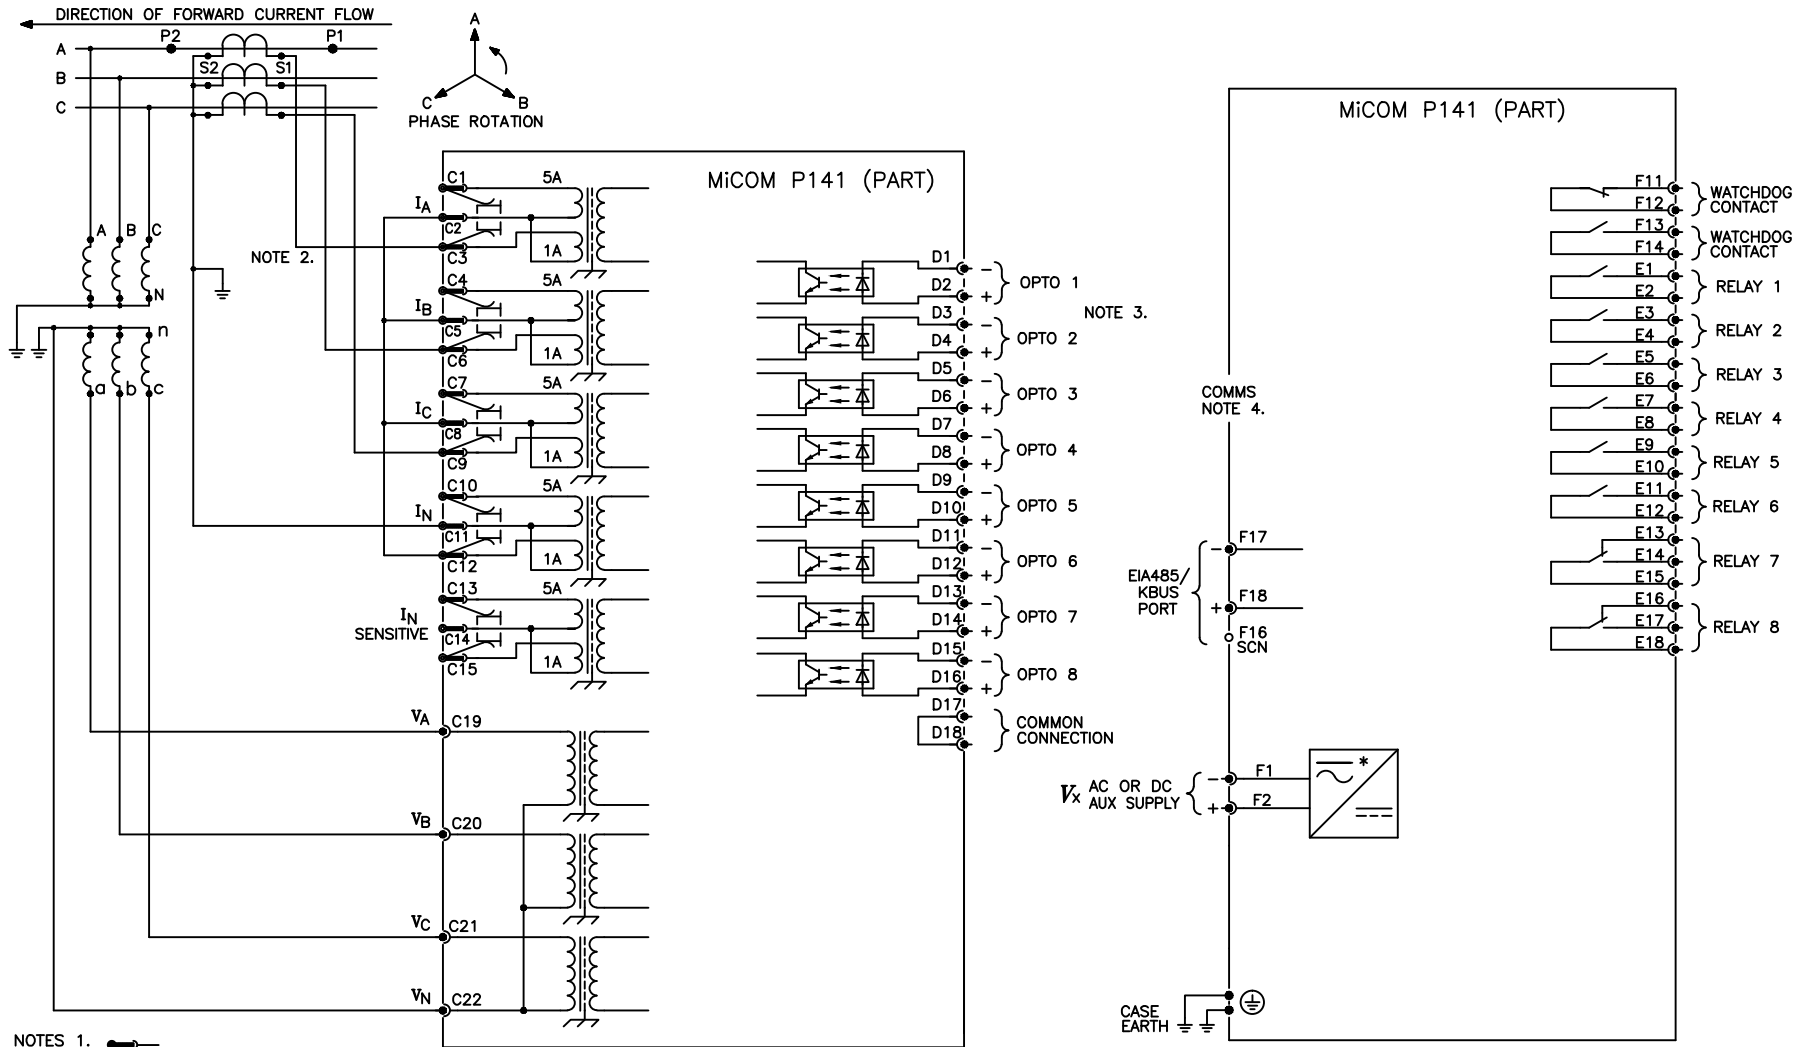 DIRECTION OF FORWARD CURRENT FLOW
A
P2
P1
S2
S1
B
C
A
C
B
PHASE ROTATION
NOTE 2.
A
B
C
N
n
a
b
c
MiCOM P141 (PART)
C1
5A
IA
C2
C3
1A
C4
5A
IB
C5
C6
1A
C7
5A
IC
C8
C9
1A
C10
5A
IN
C11
C12
1A
C13
5A
IN
SENSITIVE
C14
C15
1A
VA
C19
VB
C20
VC
C21
VN
C22
D1
−
D2
+
OPTO 1
NOTE 3.
D3
−
D4
+
OPTO 2
D5
−
D6
+
OPTO 3
D7
−
D8
+
OPTO 4
D9
−
D10
+
OPTO 5
D11
−
D12
+
OPTO 6
D13
−
D14
+
OPTO 7
D15
−
D16
+
OPTO 8
D17
D18
COMMON
CONNECTION
MiCOM P141 (PART)
F11
F12
WATCHDOG
CONTACT
F13
F14
WATCHDOG
CONTACT
E1
E2
RELAY 1
E3
E4
RELAY 2
E5
E6
RELAY 3
E7
E8
RELAY 4
E9
E10
RELAY 5
E11
E12
RELAY 6
E13
E14
E15
RELAY 7
E16
E17
E18
RELAY 8
COMMS
NOTE 4.
EIA485/
KBUS
PORT
−
F17
+
F18
F16
SCN
Vx
AC OR DC
AUX SUPPLY
−
F1
+
F2
*
CASE
EARTH
NOTES 1.